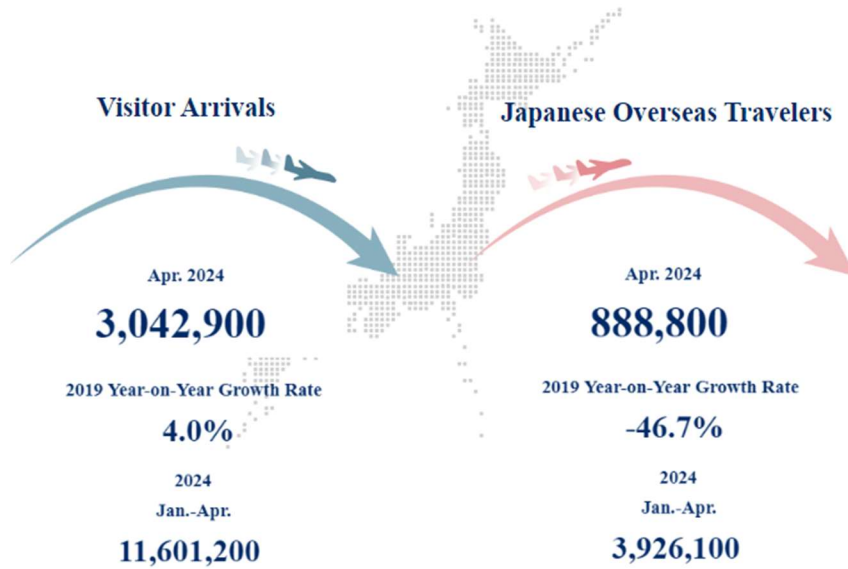 Visitor Arrivals
Apr. 2024
3,042,900
2019 Year-on-Year Growth Rate
4.0%
2024
Jan.-Apr.
11,601,200
Japanese Overseas Travelers
Apr. 2024
888,800
2019 Year-on-Year Growth Rate
-46.7%
2024
Jan.-Apr.
3,926,100